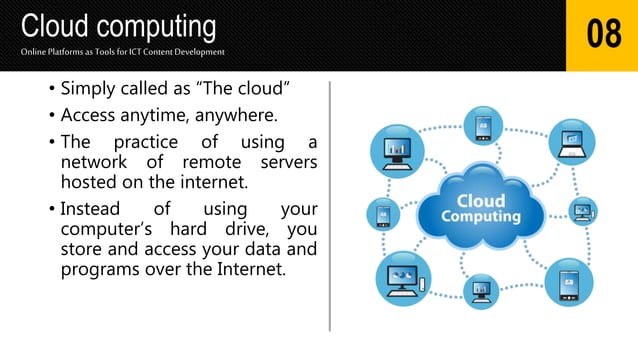 Cloud computing
Online Platforms as Tools for ICT Content Development
08
• Simply called as “The cloud”
• Access anytime, anywhere.
• The practice of using a
network of remote servers
hosted on the internet.
• Instead of using your
computer’s hard drive, you
store and access your data and
programs over the Internet.
Cloud
Computing